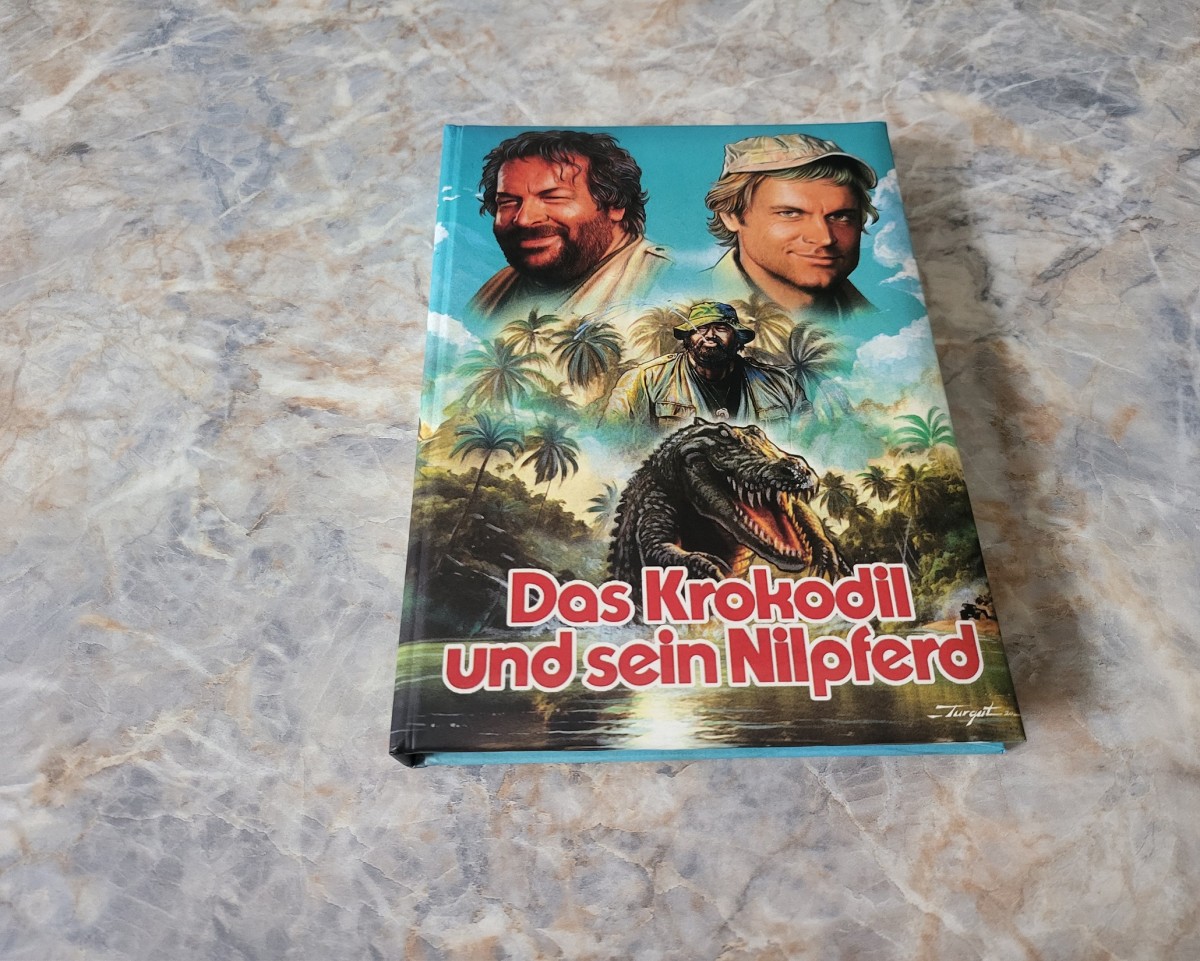 Das Krokodil
und sein Nilpferd
Turgut